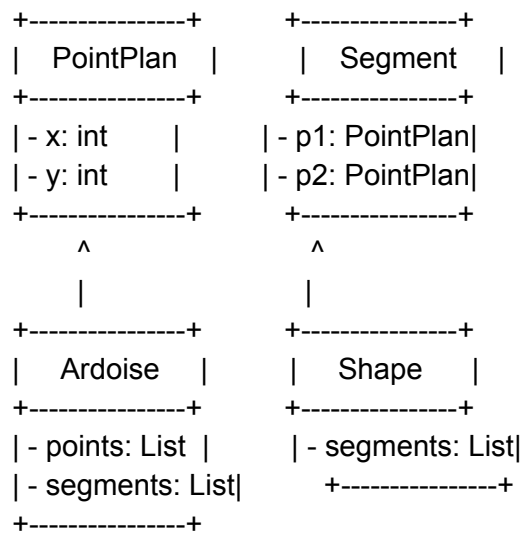 +----------------+ +----------------+
| PointPlan | | Segment |
+----------------+ +----------------+
| - x: int | | - p1: PointPlan|
| - y: int | | - p2: PointPlan|
+----------------+ +----------------+
^ ^
| |
+----------------+ +----------------+
| Ardoise | | Shape |
+----------------+ +----------------+
| - points: List | | - segments: List|
| - segments: List| +----------------+
+----------------+